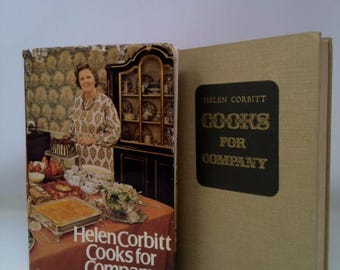 Helen Corbitt
Cooks for
Company
HELEN CORBITT
COOKS
FOR
COMPANY